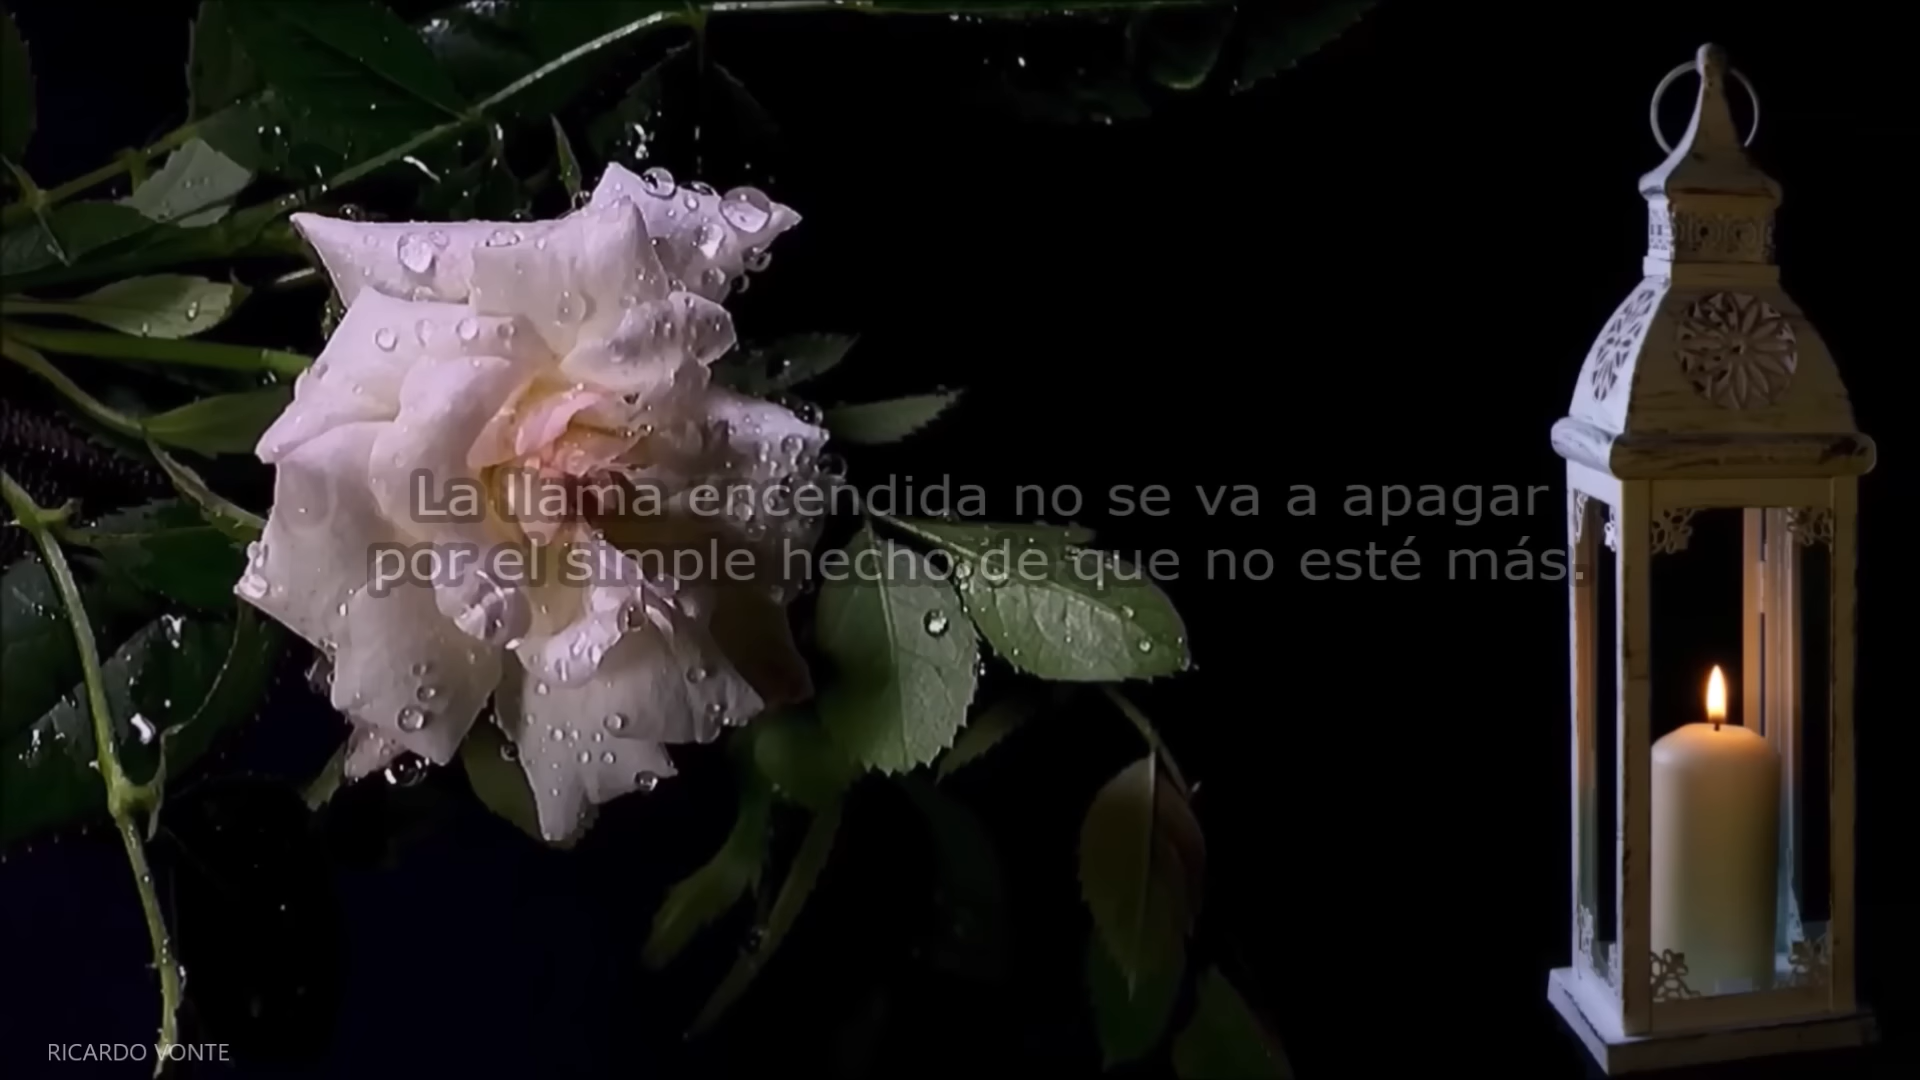 La llama encendida no se va a apagar
por el simple hecho de que no esté más.
RICARDO VONTE